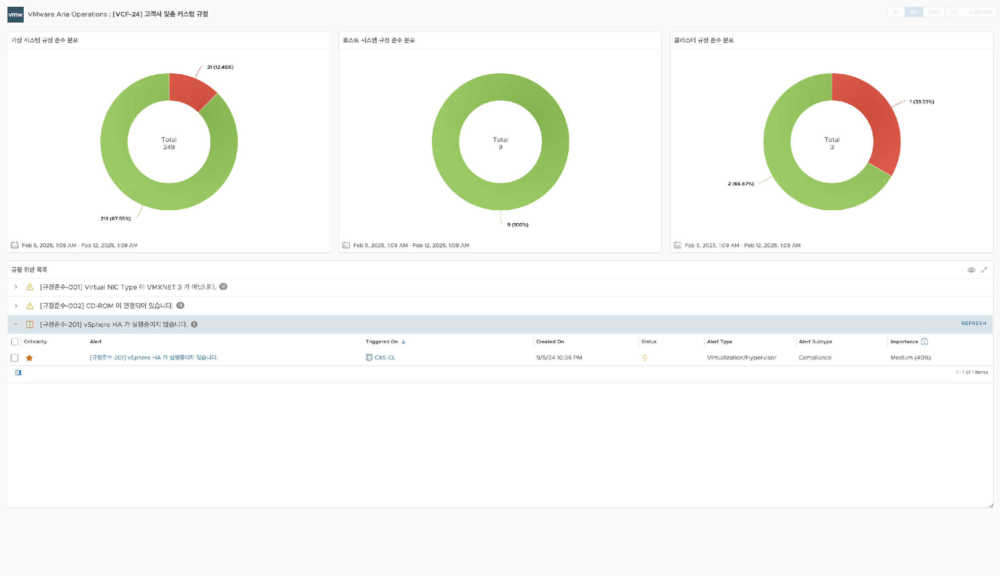 vmw VMware Aria Operations : [VCF-24] 고객사 맞춤 커스텀 규정
1H 6H 24H 7D CUSTOM
가상 시스템 규정 준수 분포
31 (12.45%)
Total
249
218 (87.55%)
Feb 5, 2025, 1:09 AM - Feb 12, 2025, 1:09 AM
호스트 시스템 규정 준수 분포
Total
9
9 (100%)
Feb 5, 2025, 1:09 AM - Feb 12, 2025, 1:09 AM
클러스터 규정 준수 분포
1 (33.33%)
Total
3
2 (66.67%)
Feb 5, 2025, 1:09 AM - Feb 12, 2025, 1:09 AM
규정 위반 목록
[규정준수-001] Virtual NIC Type 이 VMXNET 3 가 아닙니다. 18
[규정준수-002] CD-ROM 이 연결되어 있습니다. 13
[규정준수-201] vSphere HA 가 실행중이지 않습니다. 1 REFRESH
Criticality Alert Triggered On Created On Status Alert Type Alert Subtype Importance
[규정준수-201] vSphere HA 가 실행중이지 않습니다. CXS-CL 9/5/24 10:36 PM Virtualization/Hypervisor Compliance Medium (40%)
1 - 1 of 1 items